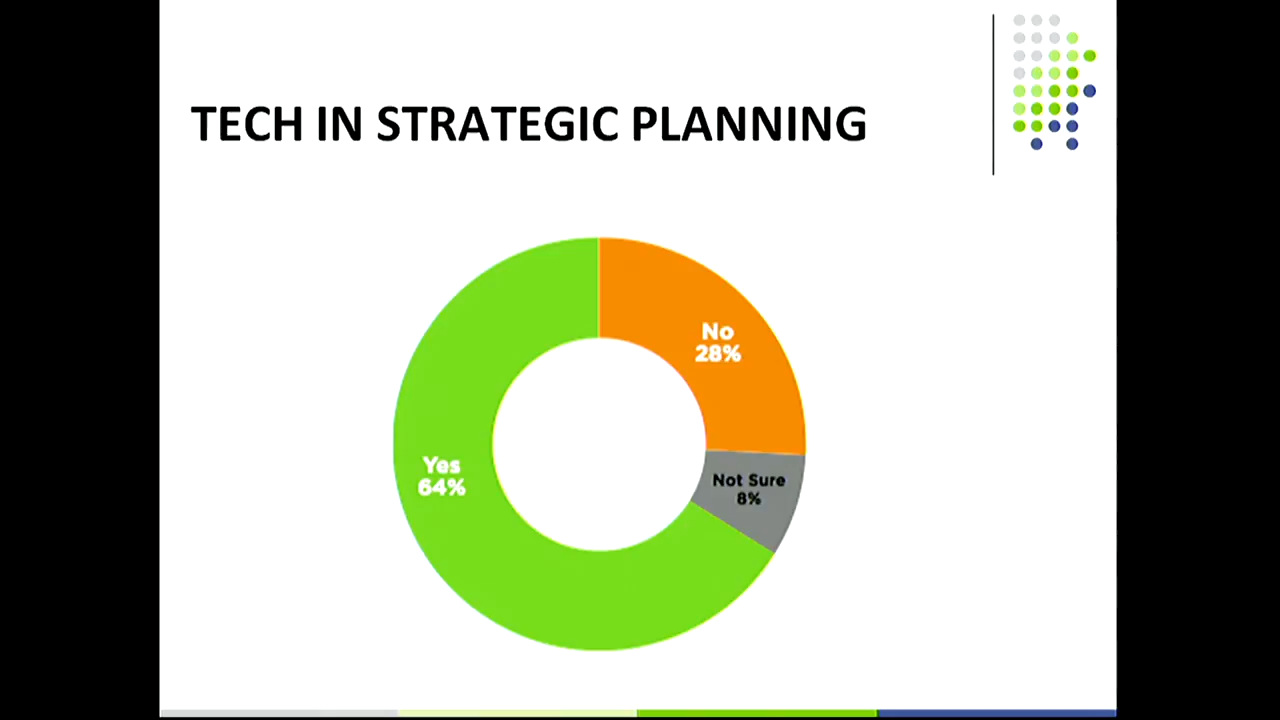 TECH IN STRATEGIC PLANNING
No
28%
Yes
64%
Not Sure
8%